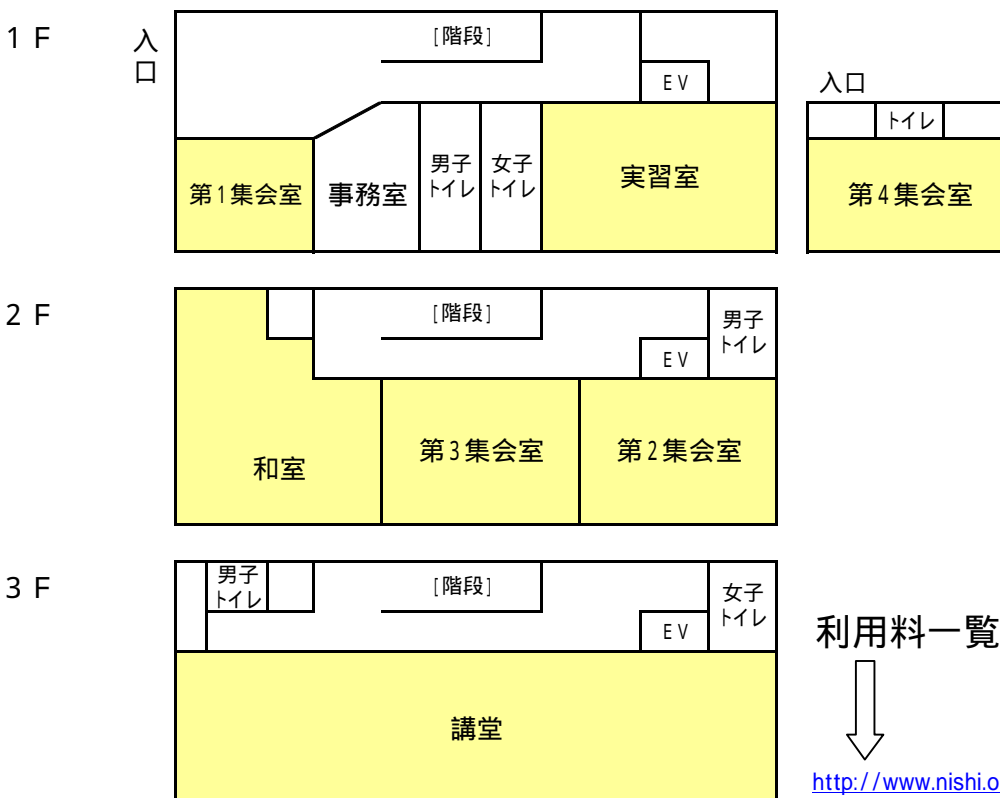 1F
入口
[階段]
EV
入口
トイレ
第1集会室
事務室
男子
トイレ
女子
トイレ
実習室
第4集会室
2F
[階段]
EV
男子
トイレ
和室
第3集会室
第2集会室
3F
男子
トイレ
[階段]
EV
女子
トイレ
利用料一覧
講堂
http://www.nishi.o